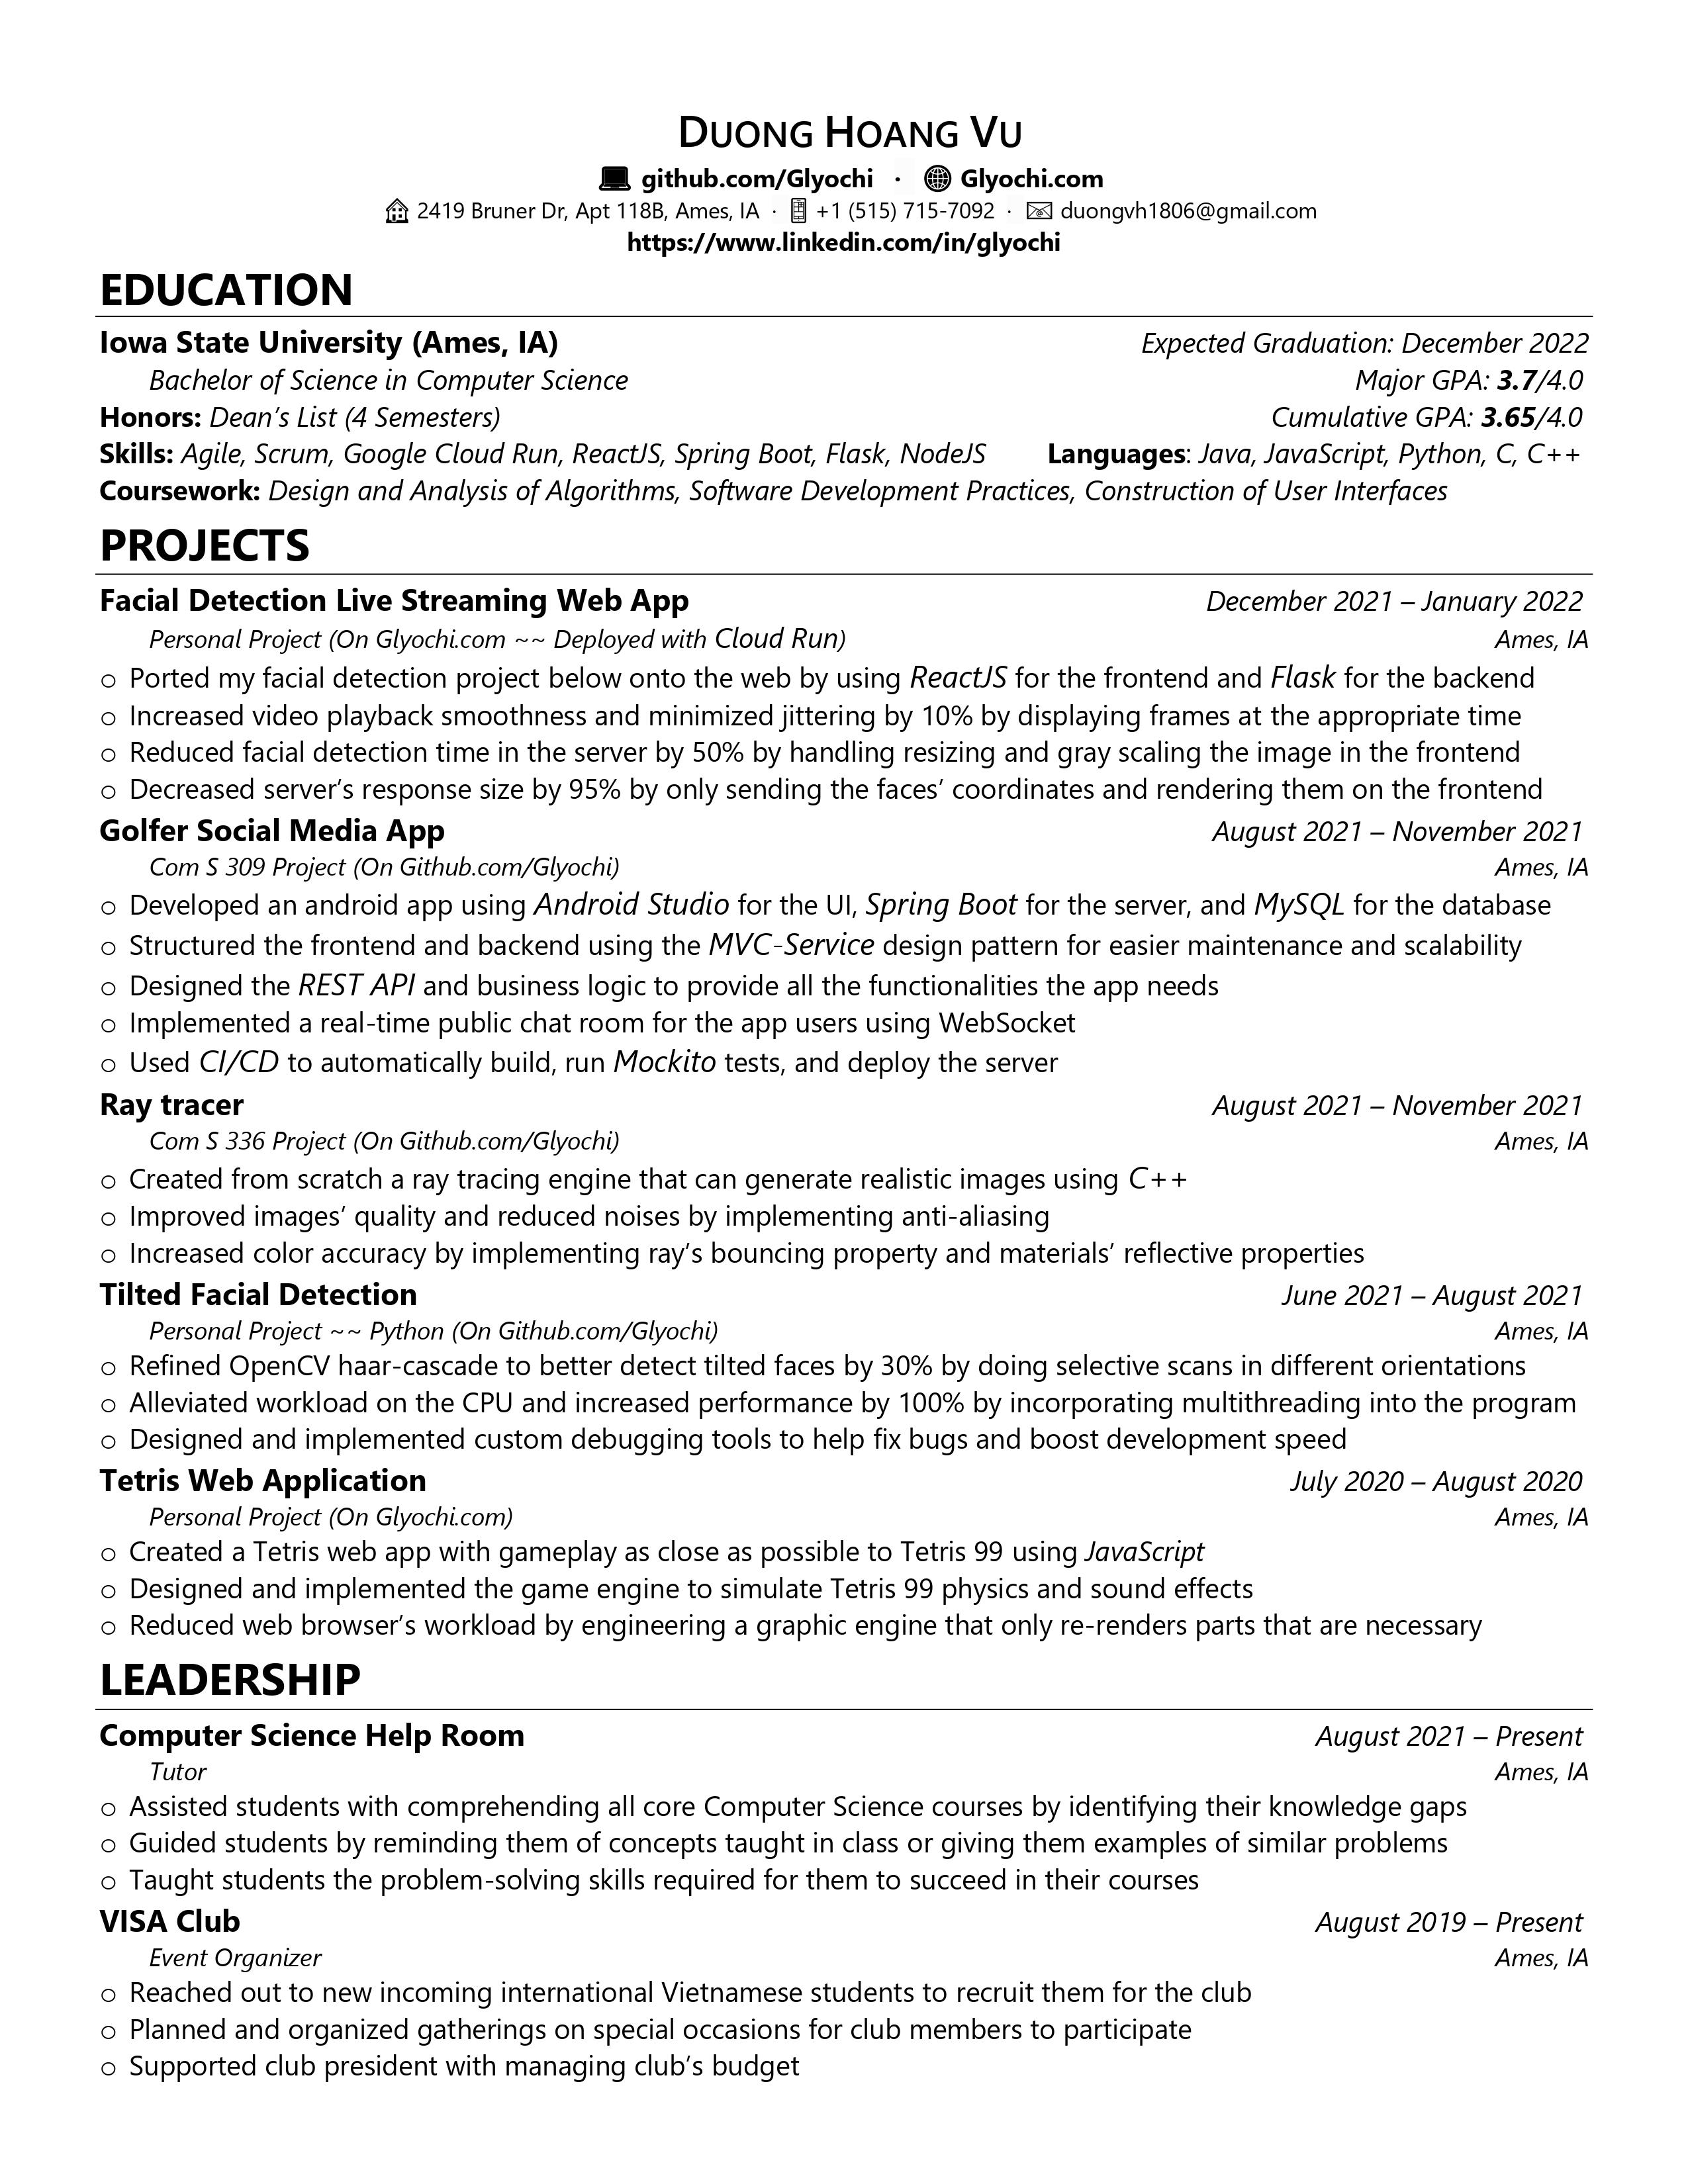 DUONG HOANG VU
github.com/Glyochi · Glyochi.com
2419 Bruner Dr, Apt 118B, Ames, IA · +1 (515) 715-7092 · duongvh1806@gmail.com
https://www.linkedin.com/in/glyochi
EDUCATION
Iowa State University (Ames, IA) Expected Graduation: December 2022
Bachelor of Science in Computer Science Major GPA: 3.7/4.0
Honors: Dean’s List (4 Semesters) Cumulative GPA: 3.65/4.0
Skills: Agile, Scrum, Google Cloud Run, ReactJS, Spring Boot, Flask, NodeJS Languages: Java, JavaScript, Python, C, C++
Coursework: Design and Analysis of Algorithms, Software Development Practices, Construction of User Interfaces
PROJECTS
Facial Detection Live Streaming Web App December 2021 – January 2022
Personal Project (On Glyochi.com ~~ Deployed with Cloud Run) Ames, IA
o Ported my facial detection project below onto the web by using ReactJS for the frontend and Flask for the backend
o Increased video playback smoothness and minimized jittering by 10% by displaying frames at the appropriate time
o Reduced facial detection time in the server by 50% by handling resizing and gray scaling the image in the frontend
o Decreased server’s response size by 95% by only sending the faces’ coordinates and rendering them on the frontend
Golfer Social Media App August 2021 – November 2021
Com S 309 Project (On Github.com/Glyochi) Ames, IA
o Developed an android app using Android Studio for the UI, Spring Boot for the server, and MySQL for the database
o Structured the frontend and backend using the MVC-Service design pattern for easier maintenance and scalability
o Designed the REST API and business logic to provide all the functionalities the app needs
o Implemented a real-time public chat room for the app users using WebSocket
o Used CI/CD to automatically build, run Mockito tests, and deploy the server
Ray tracer August 2021 – November 2021
Com S 336 Project (On Github.com/Glyochi) Ames, IA
o Created from scratch a ray tracing engine that can generate realistic images using C++
o Improved images’ quality and reduced noises by implementing anti-aliasing
o Increased color accuracy by implementing ray’s bouncing property and materials’ reflective properties
Tilted Facial Detection June 2021 – August 2021
Personal Project ~~ Python (On Github.com/Glyochi) Ames, IA
o Refined OpenCV haar-cascade to better detect tilted faces by 30% by doing selective scans in different orientations
o Alleviated workload on the CPU and increased performance by 100% by incorporating multithreading into the program
o Designed and implemented custom debugging tools to help fix bugs and boost development speed
Tetris Web Application July 2020 – August 2020
Personal Project (On Glyochi.com) Ames, IA
o Created a Tetris web app with gameplay as close as possible to Tetris 99 using JavaScript
o Designed and implemented the game engine to simulate Tetris 99 physics and sound effects
o Reduced web browser’s workload by engineering a graphic engine that only re-renders parts that are necessary
LEADERSHIP
Computer Science Help Room August 2021 – Present
Tutor Ames, IA
o Assisted students with comprehending all core Computer Science courses by identifying their knowledge gaps
o Guided students by reminding them of concepts taught in class or giving them examples of similar problems
o Taught students the problem-solving skills required for them to succeed in their courses
VISA Club August 2019 – Present
Event Organizer Ames, IA
o Reached out to new incoming international Vietnamese students to recruit them for the club
o Planned and organized gatherings on special occasions for club members to participate
o Supported club president with managing club’s budget